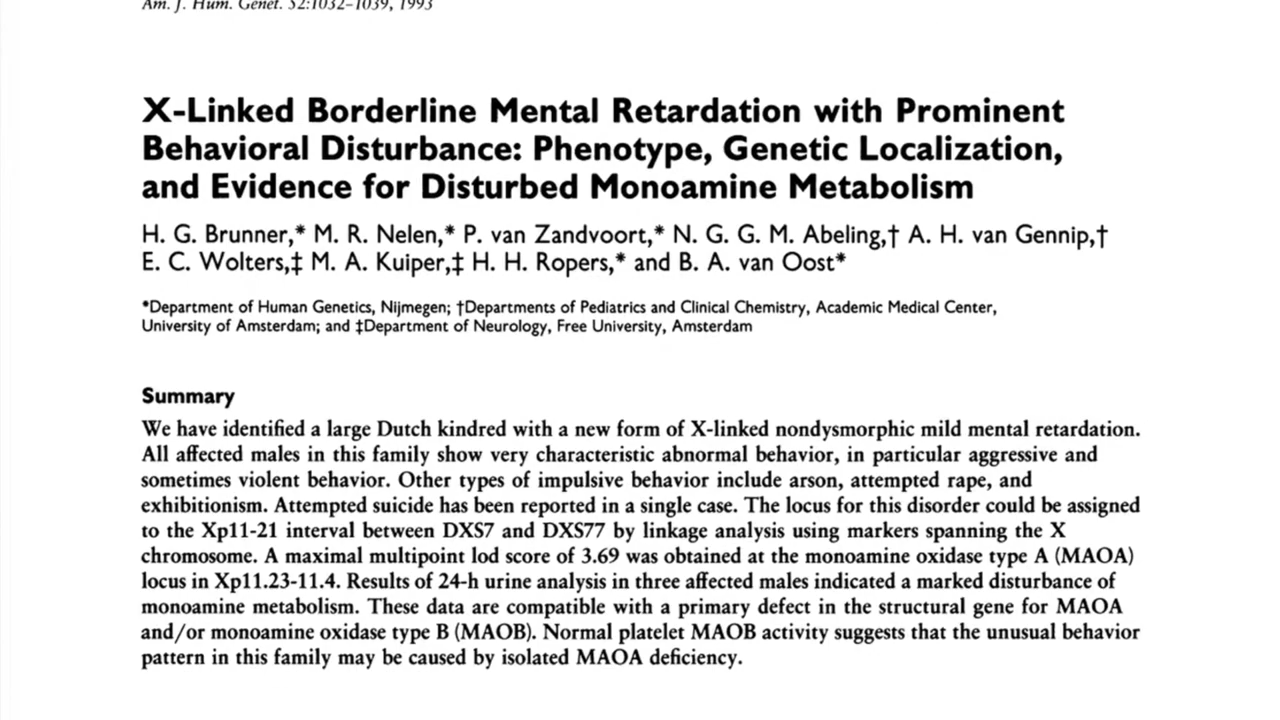 Am. J. Hum. Genet. 52:1032–1039, 1993
X-Linked Borderline Mental Retardation with Prominent
Behavioral Disturbance: Phenotype, Genetic Localization,
and Evidence for Disturbed Monoamine Metabolism
H. G. Brunner,* M. R. Nelen,* P. van Zandvoort,* N. G. G. M. Abeling,† A. H. van Gennip,†
E. C. Wolters,‡ M. A. Kuiper,‡ H. H. Ropers,* and B. A. van Oost*
*Department of Human Genetics, Nijmegen; †Departments of Pediatrics and Clinical Chemistry, Academic Medical Center,
University of Amsterdam; and ‡Department of Neurology, Free University, Amsterdam
Summary
We have identified a large Dutch kindred with a new form of X-linked nondysmorphic mild mental retardation.
All affected males in this family show very characteristic abnormal behavior, in particular aggressive and
sometimes violent behavior. Other types of impulsive behavior include arson, attempted rape, and
exhibitionism. Attempted suicide has been reported in a single case. The locus for this disorder could be assigned
to the Xp11-21 interval between DXS7 and DXS77 by linkage analysis using markers spanning the X
chromosome. A maximal multipoint lod score of 3.69 was obtained at the monoamine oxidase type A (MAOA)
locus in Xp11.23-11.4. Results of 24-h urine analysis in three affected males indicated a marked disturbance of
monoamine metabolism. These data are compatible with a primary defect in the structural gene for MAOA
and/or monoamine oxidase type B (MAOB). Normal platelet MAOB activity suggests that the unusual behavior
pattern in this family may be caused by isolated MAOA deficiency.